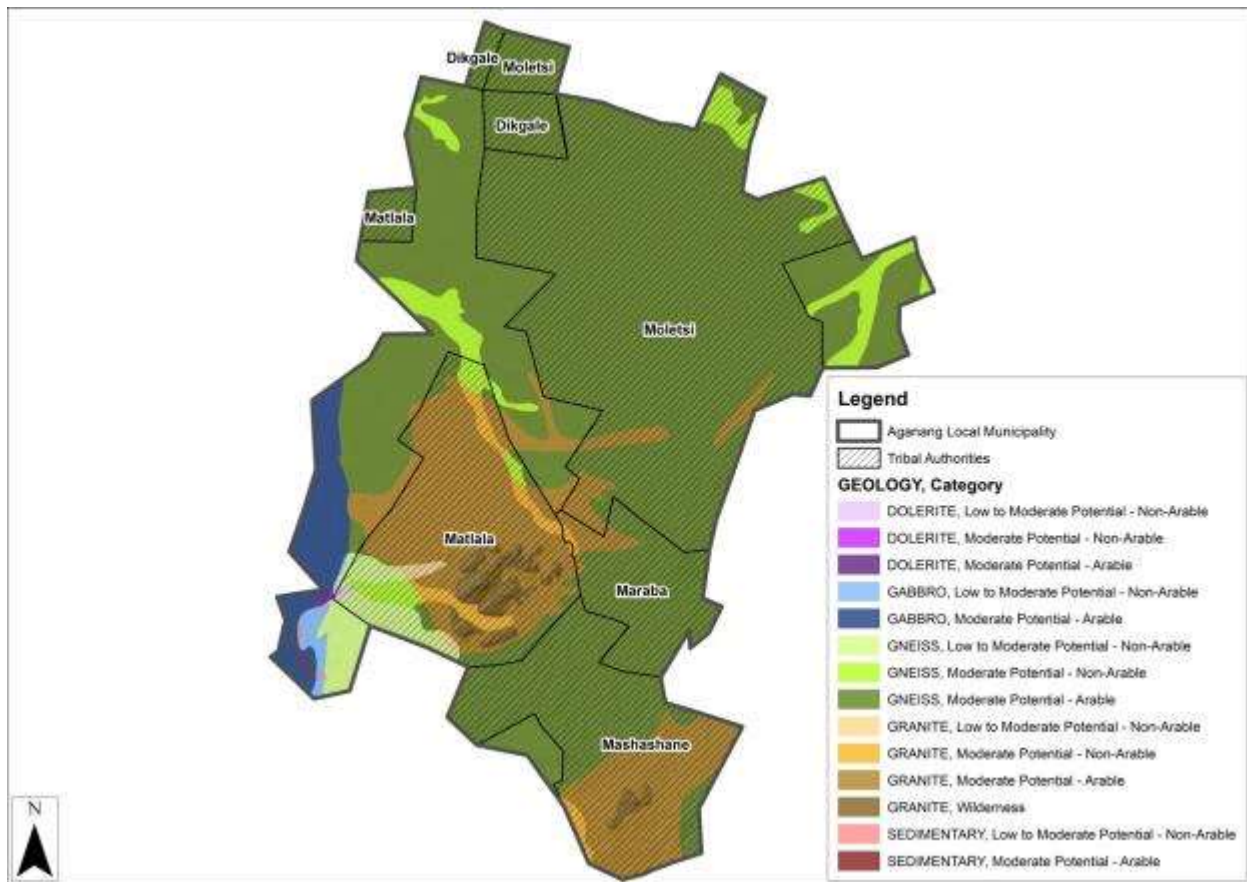 Dikgale
Moletsi
Dikgale
Matlala
Moletsi
Matlala
Maraba
Mashashane
Legend
Aganang Local Municipality
Tribal Authorities
GEOLOGY, Category
DOLERITE, Low to Moderate Potential - Non-Arable
DOLERITE, Moderate Potential - Non-Arable
DOLERITE, Moderate Potential - Arable
GABBRO, Low to Moderate Potential - Non-Arable
GABBRO, Moderate Potential - Arable
GNEISS, Low to Moderate Potential - Non-Arable
GNEISS, Moderate Potential - Non-Arable
GNEISS, Moderate Potential - Arable
GRANITE, Low to Moderate Potential - Non-Arable
GRANITE, Moderate Potential - Non-Arable
GRANITE, Moderate Potential - Arable
GRANITE, Wilderness
SEDIMENTARY, Low to Moderate Potential - Non-Arable
SEDIMENTARY, Moderate Potential - Arable
N